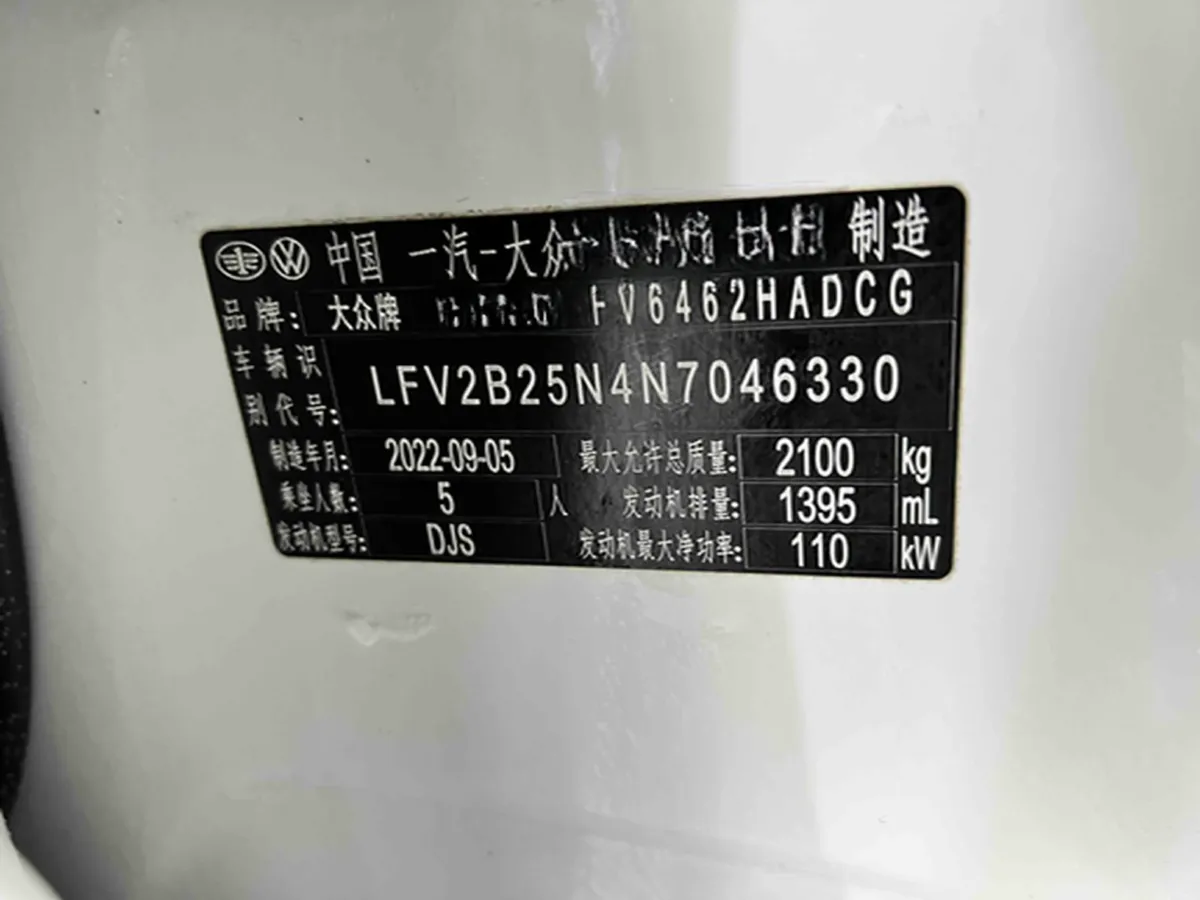 中国 一汽-大众 制造
品牌: 大众牌 FV6462HADCG
车辆识
别代号: LFV2B25N4N7046330
制造年月: 2022-09-05 最大允许总质量: 2100 kg
乘坐人数: 5 人 发动机排量: 1395 mL
发动机型号: DJS 发动机最大净功率: 110 kW